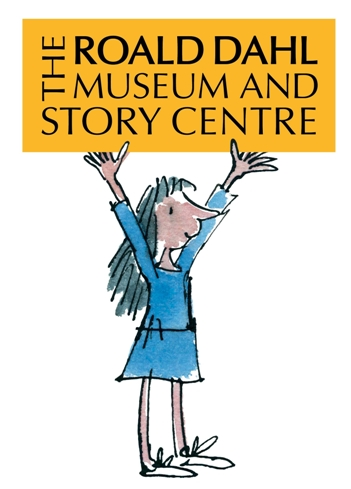 THE
ROALD DAHL
MUSEUM AND
STORY CENTRE